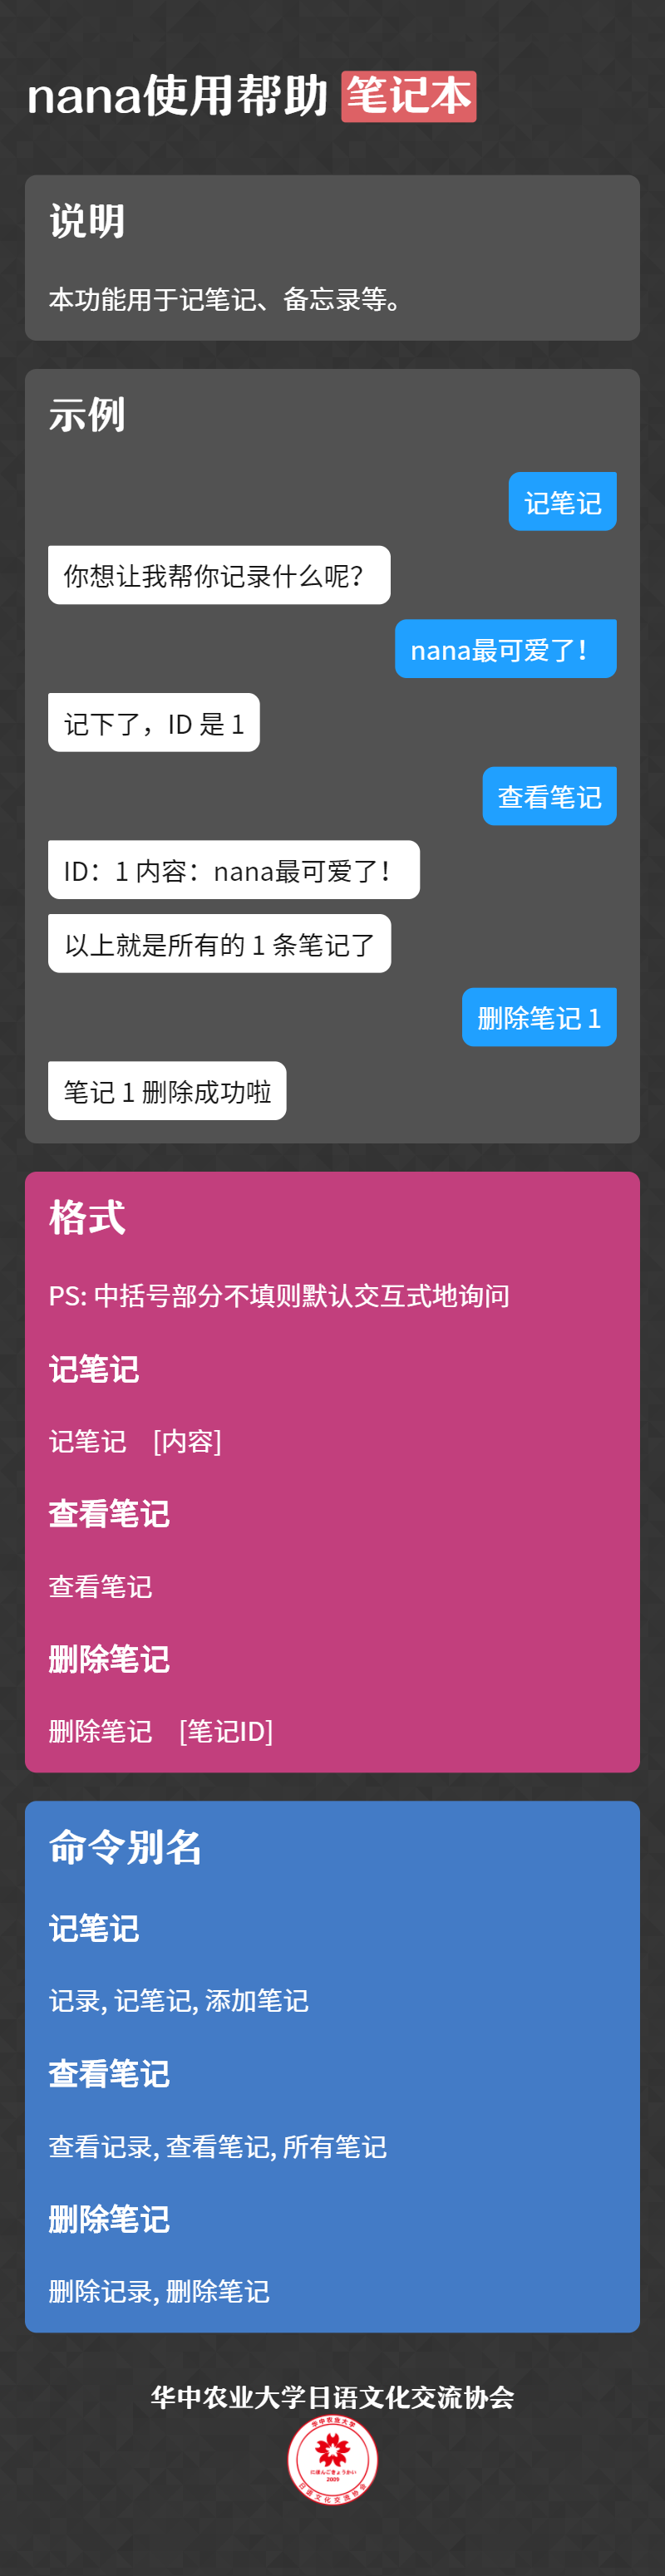 nana使用帮助 笔记本
说明
本功能用于记笔记、备忘录等。
示例
记笔记
你想让我帮你记录什么呢？
nana最可爱了！
记下了，ID 是 1
查看笔记
ID：1 内容：nana最可爱了！
以上就是所有的 1 条笔记了
删除笔记 1
笔记 1 删除成功啦
格式
PS: 中括号部分不填则默认交互式地询问
记笔记
记笔记　[内容]
查看笔记
查看笔记
删除笔记
删除笔记　[笔记ID]
命令别名
记笔记
记录, 记笔记, 添加笔记
查看笔记
查看记录, 查看笔记, 所有笔记
删除笔记
删除记录, 删除笔记
华中农业大学日语文化交流协会
华中农业大学
にほんごきょうかい
2009
日语文化交流协会